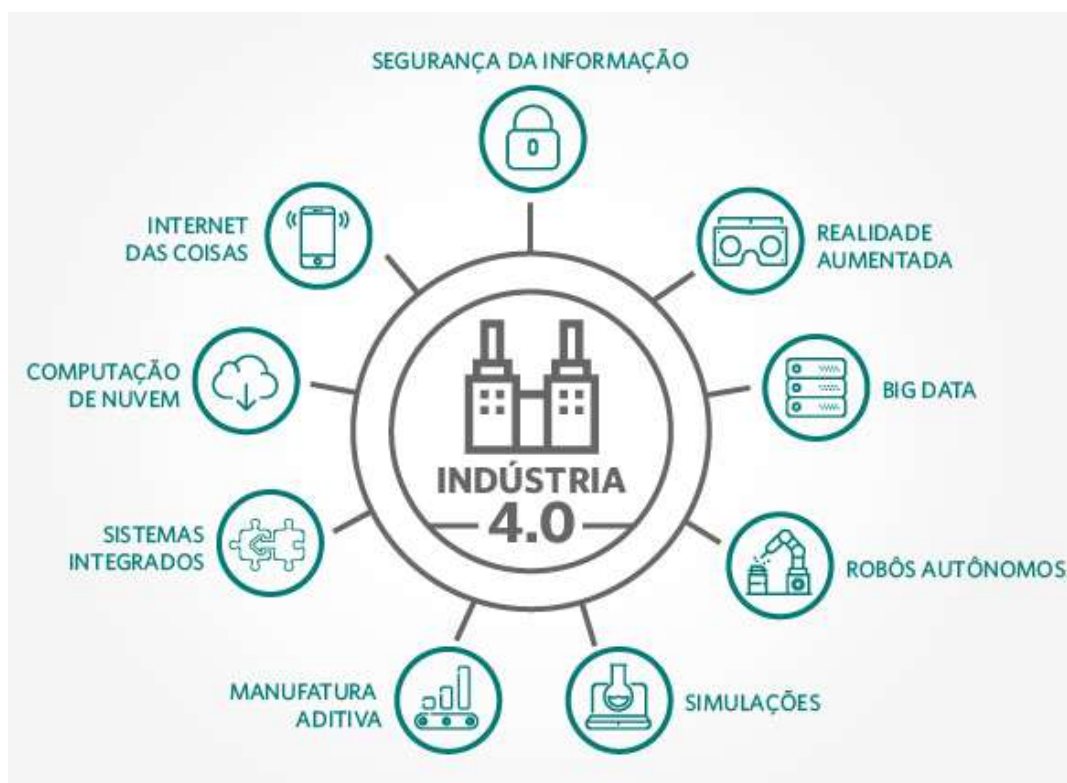 SEGURANÇA DA INFORMAÇÃO
INTERNET
DAS COISAS
REALIDADE
AUMENTADA
COMPUTAÇÃO
DE NUVEM
BIG DATA
INDÚSTRIA
4.0
SISTEMAS
INTEGRADOS
ROBÔS AUTÔNOMOS
MANUFATURA
ADITIVA
SIMULAÇÕES